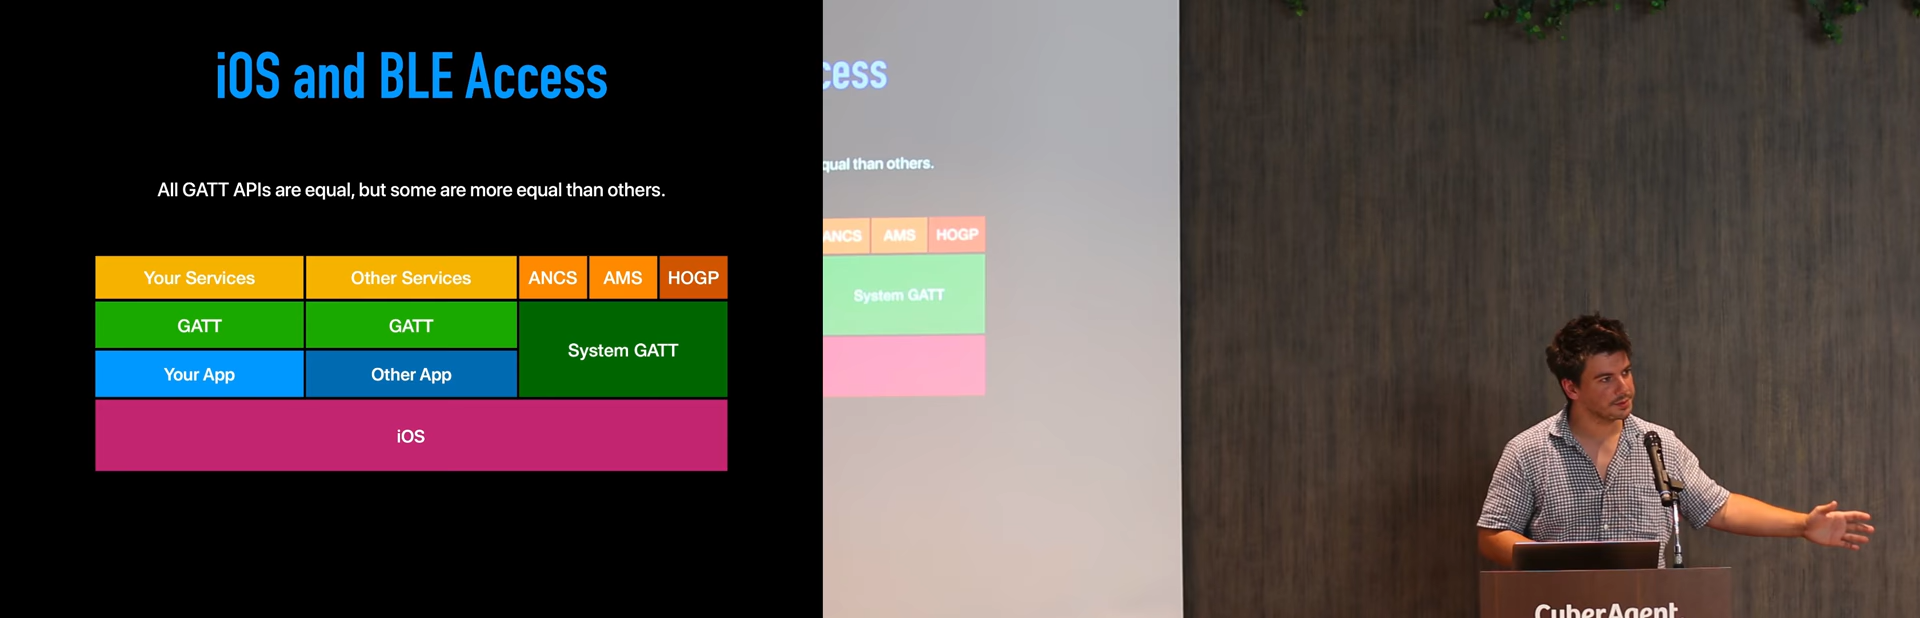 iOS and BLE Access
All GATT APIs are equal, but some are more equal than others.
Your Services Other Services ANCS AMS HOGP
GATT GATT System GATT
Your App Other App
iOS
cess
qual than others.
ANCS AMS HOGP
System GATT
CyberAgent